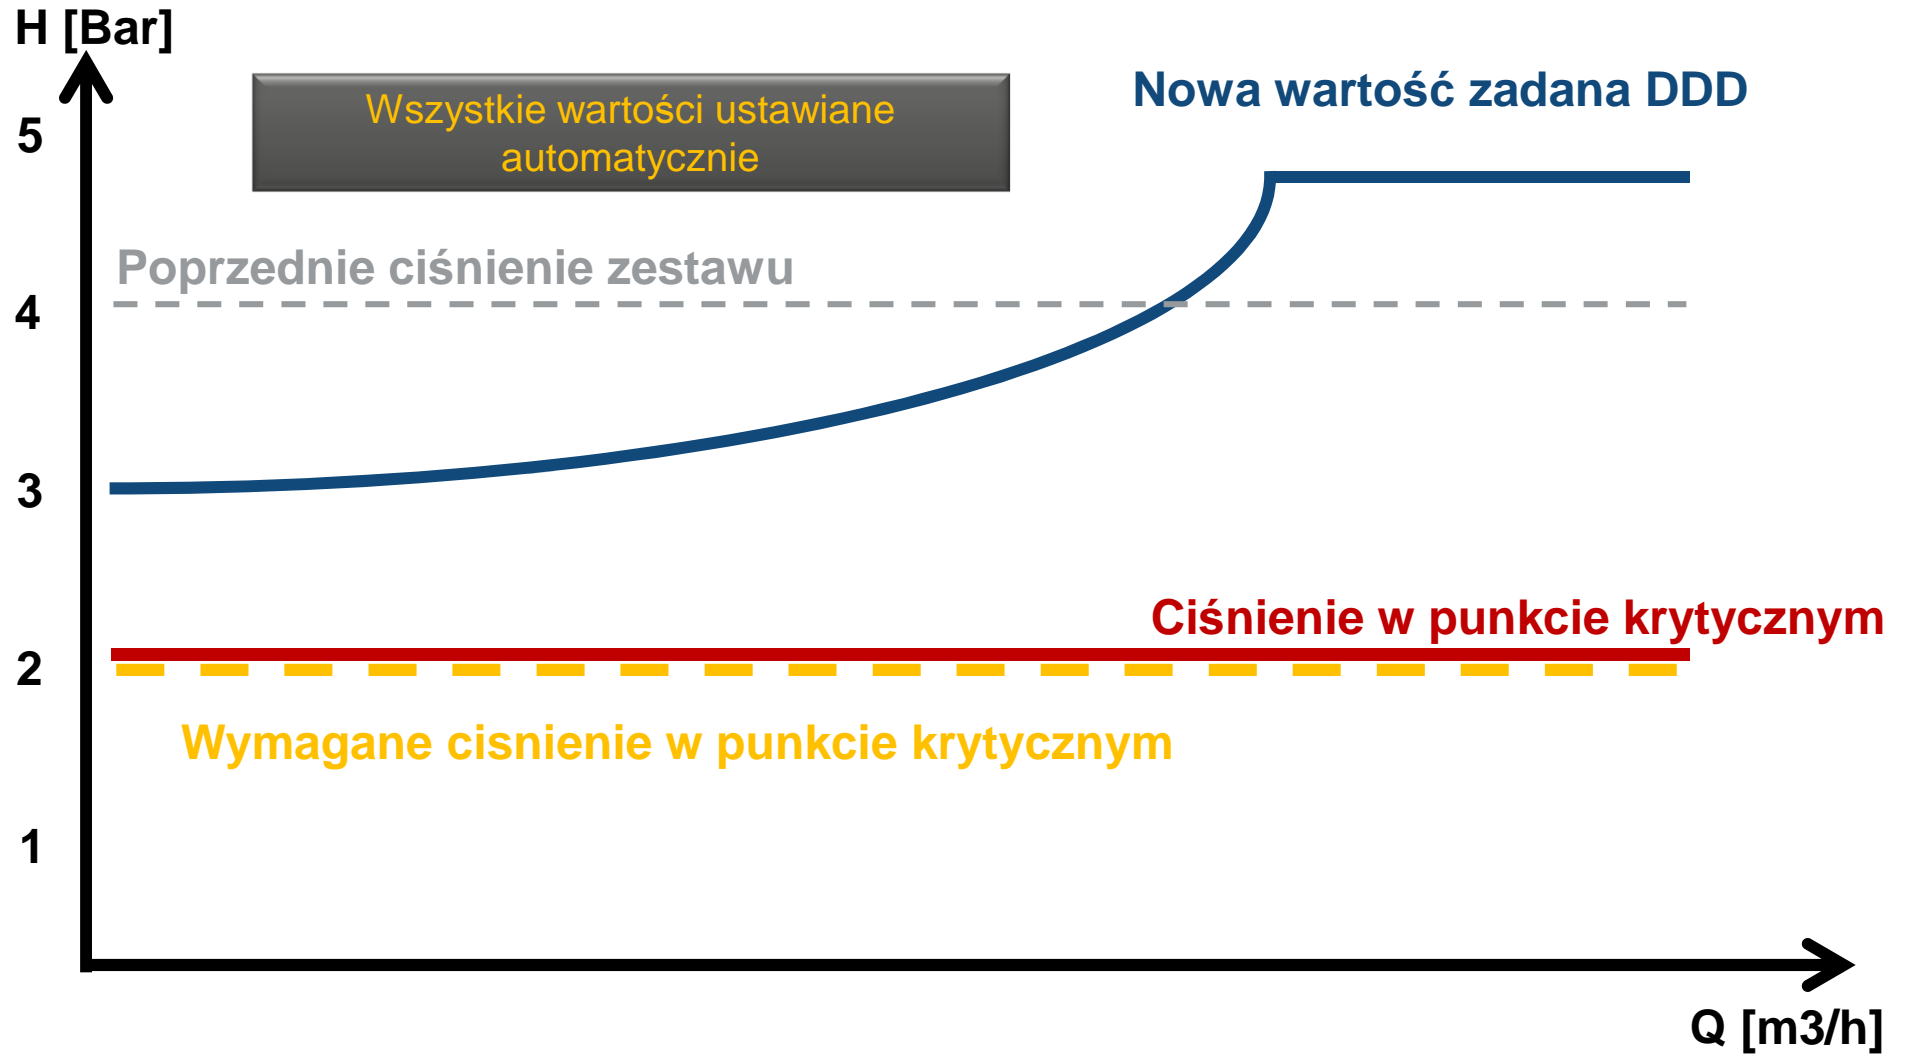 H [Bar]
Wszystkie wartości ustawiane
automatycznie
Nowa wartość zadana DDD
5
Poprzednie ciśnienie zestawu
4
3
Ciśnienie w punkcie krytycznym
2
Wymagane cisnienie w punkcie krytycznym
1
Q [m3/h]